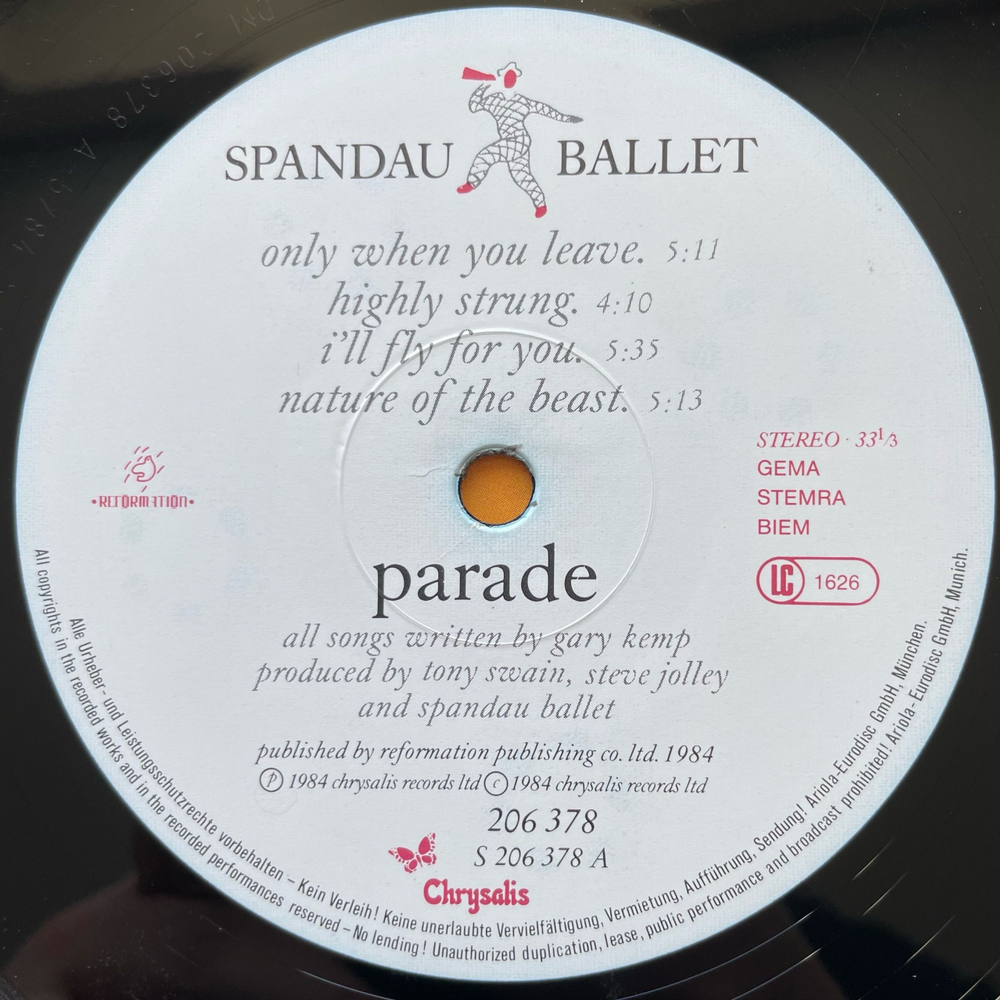 SPANDAU BALLET
only when you leave. 5:11
highly strung. 4:10
i'll fly for you. 5:35
nature of the beast. 5:13
STEREO · 33 1/3
GEMA
STEMRA
BIEM
LC 1626
•REFORMATION•
parade
all songs written by gary kemp
produced by tony swain, steve jolley
and spandau ballet
published by reformation publishing co. ltd. 1984
Ⓟ 1984 chrysalis records ltd © 1984 chrysalis records ltd
206 378
S 206 378 A
Chrysalis
Alle Urheber- und Leistungsschutzrechte vorbehalten – Kein Verleih! Keine unerlaubte Vervielfältigung, Vermietung, Aufführung, Sendung! Ariola-Eurodisc GmbH, München.
All copyrights in the recorded works and in the recorded performances reserved – No lending! Unauthorized duplication, lease, public performance and broadcast prohibited! Ariola-Eurodisc GmbH, Munich.
206378 A